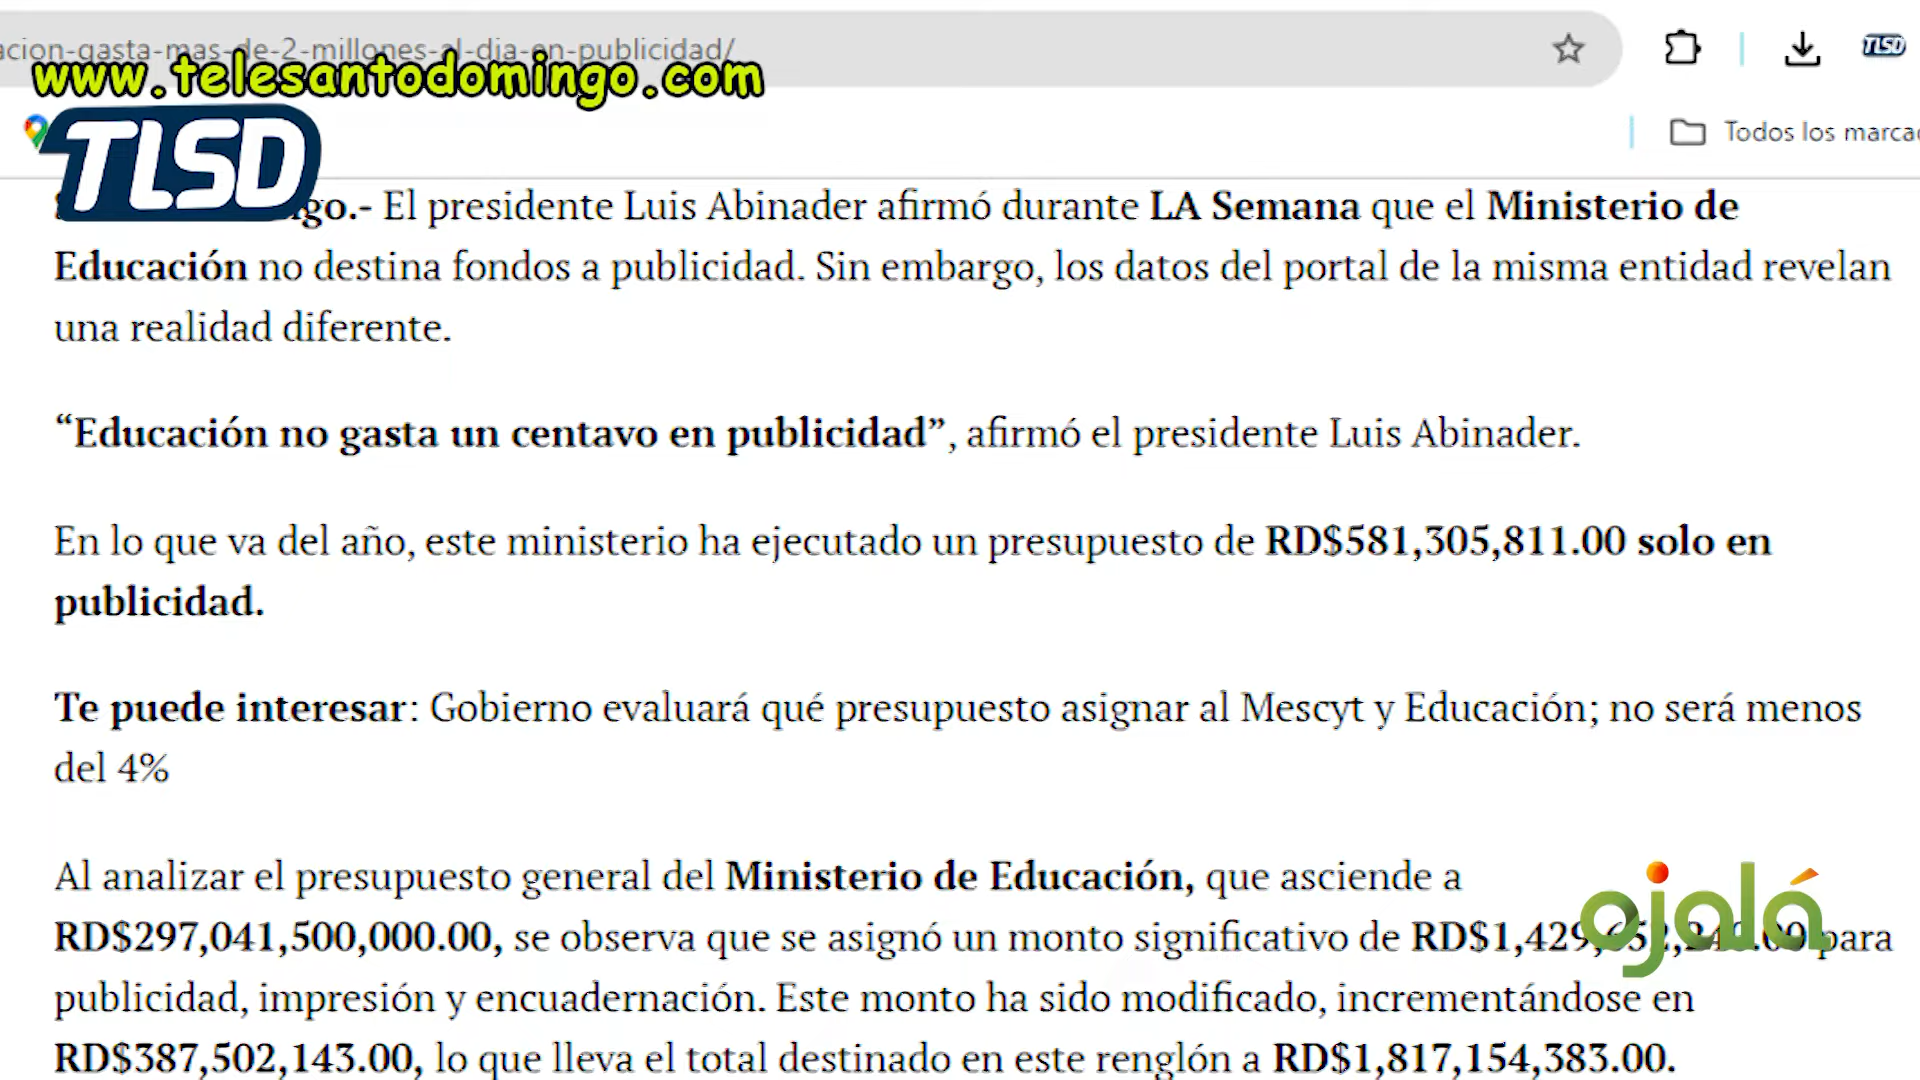 acion-gasta-mas-de-2-millones-al-dia-en-publicidad/
www.telesantodomingo.com
TLSD
TLSD
Todos los marca
go.- El presidente Luis Abinader afirmó durante LA Semana que el Ministerio de
Educación no destina fondos a publicidad. Sin embargo, los datos del portal de la misma entidad revelan
una realidad diferente.
“Educación no gasta un centavo en publicidad”, afirmó el presidente Luis Abinader.
En lo que va del año, este ministerio ha ejecutado un presupuesto de RD$581,305,811.00 solo en
publicidad.
Te puede interesar: Gobierno evaluará qué presupuesto asignar al Mescyt y Educación; no será menos
del 4%
Al analizar el presupuesto general del Ministerio de Educación, que asciende a
RD$297,041,500,000.00, se observa que se asignó un monto significativo de para
ojalá
publicidad, impresión y encuadernación. Este monto ha sido modificado, incrementándose en
RD$387,502,143.00, lo que lleva el total destinado en este renglón a RD$1,817,154,383.00.